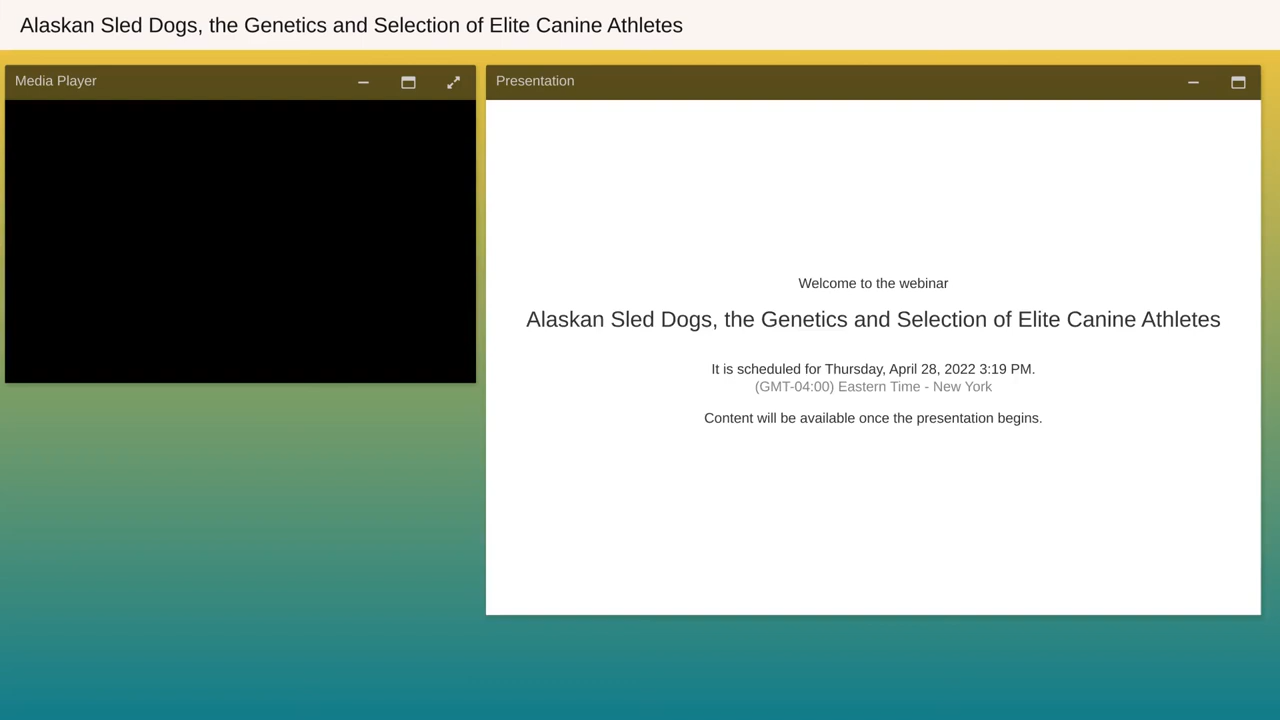 Alaskan Sled Dogs, the Genetics and Selection of Elite Canine Athletes
Media Player
Presentation
Welcome to the webinar
Alaskan Sled Dogs, the Genetics and Selection of Elite Canine Athletes
It is scheduled for Thursday, April 28, 2022 3:19 PM.
(GMT-04:00) Eastern Time - New York
Content will be available once the presentation begins.